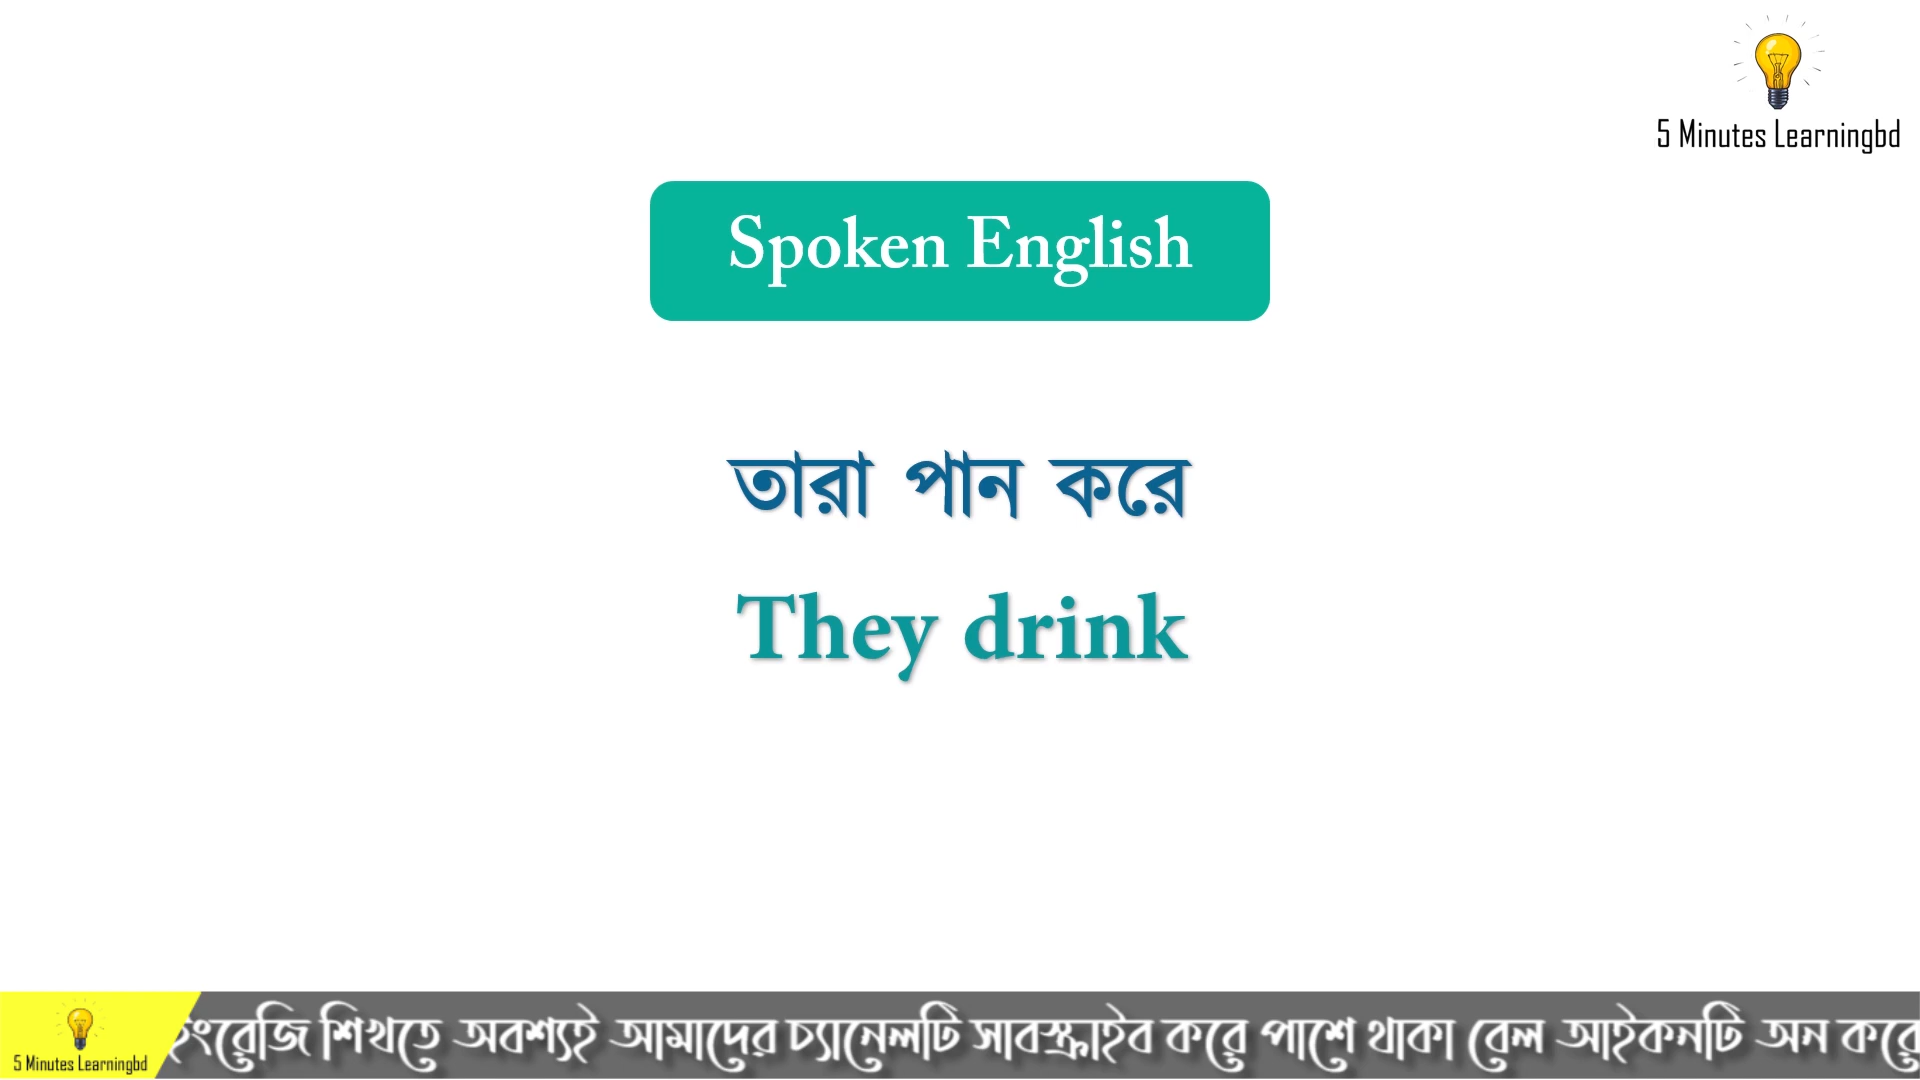 5 Minutes Learningbd
Spoken English
তারা পান করে
They drink
5 Minutes Learningbd
ইংরেজি শিখতে অবশ্যই আমাদের চ্যানেলটি সাবস্ক্রাইব করে পাশে থাকা বেল আইকনটি অন করে